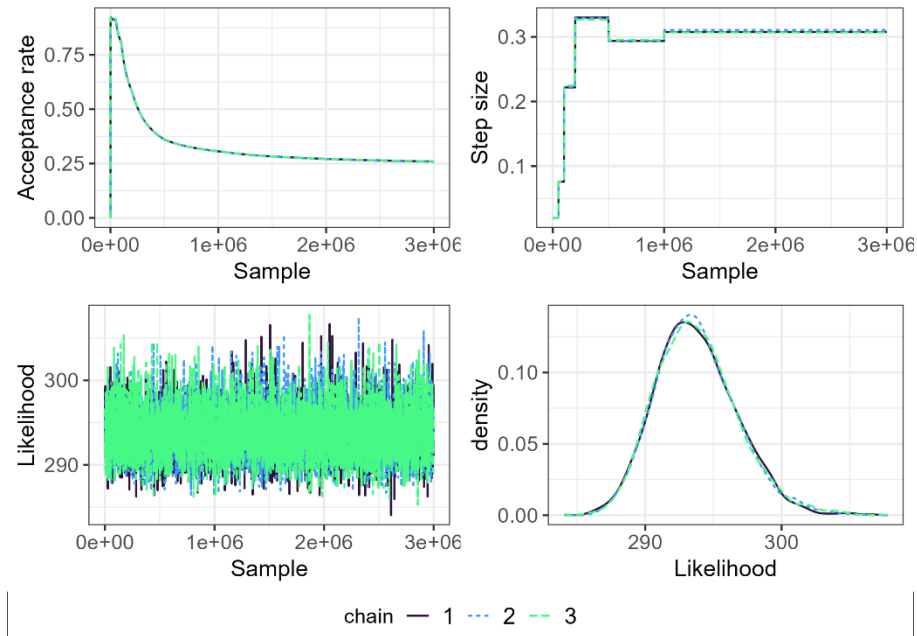 Acceptance rate
0.75
0.50
0.25
0.00
0e+00 1e+06 2e+06 3e+06
Sample
Step size
0.3
0.2
0.1
0e+00 1e+06 2e+06 3e+06
Sample
Likelihood
300
290
0e+00 1e+06 2e+06 3e+06
Sample
density
0.10
0.05
0.00
290 300
Likelihood
chain 1 2 3